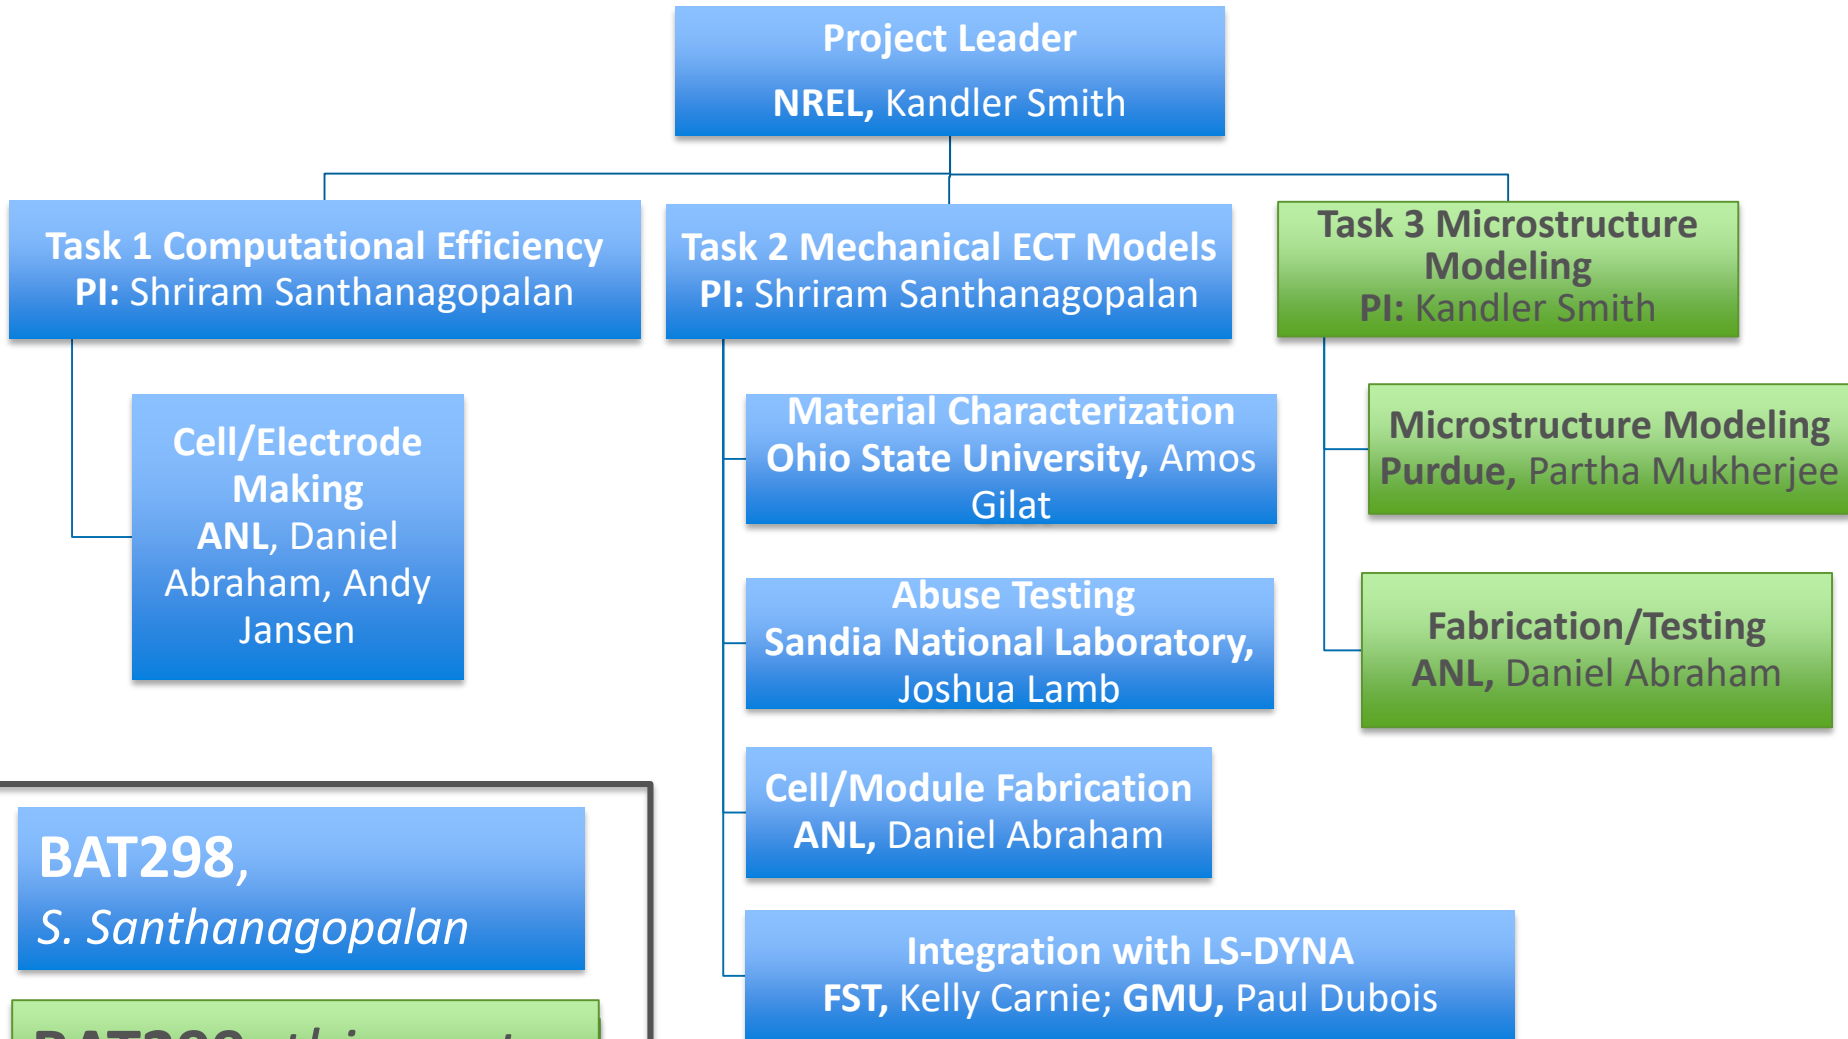 Project Leader
NREL, Kandler Smith
Task 1 Computational Efficiency
PI: Shriram Santhanagopalan
Task 2 Mechanical ECT Models
PI: Shriram Santhanagopalan
Task 3 Microstructure
Modeling
PI: Kandler Smith
Cell/Electrode
Making
ANL, Daniel
Abraham, Andy
Jansen
Material Characterization
Ohio State University, Amos
Gilat
Abuse Testing
Sandia National Laboratory,
Joshua Lamb
Cell/Module Fabrication
ANL, Daniel Abraham
Integration with LS-DYNA
FST, Kelly Carnie; GMU, Paul Dubois
Microstructure Modeling
Purdue, Partha Mukherjee
Fabrication/Testing
ANL, Daniel Abraham
BAT298,
S. Santhanagopalan